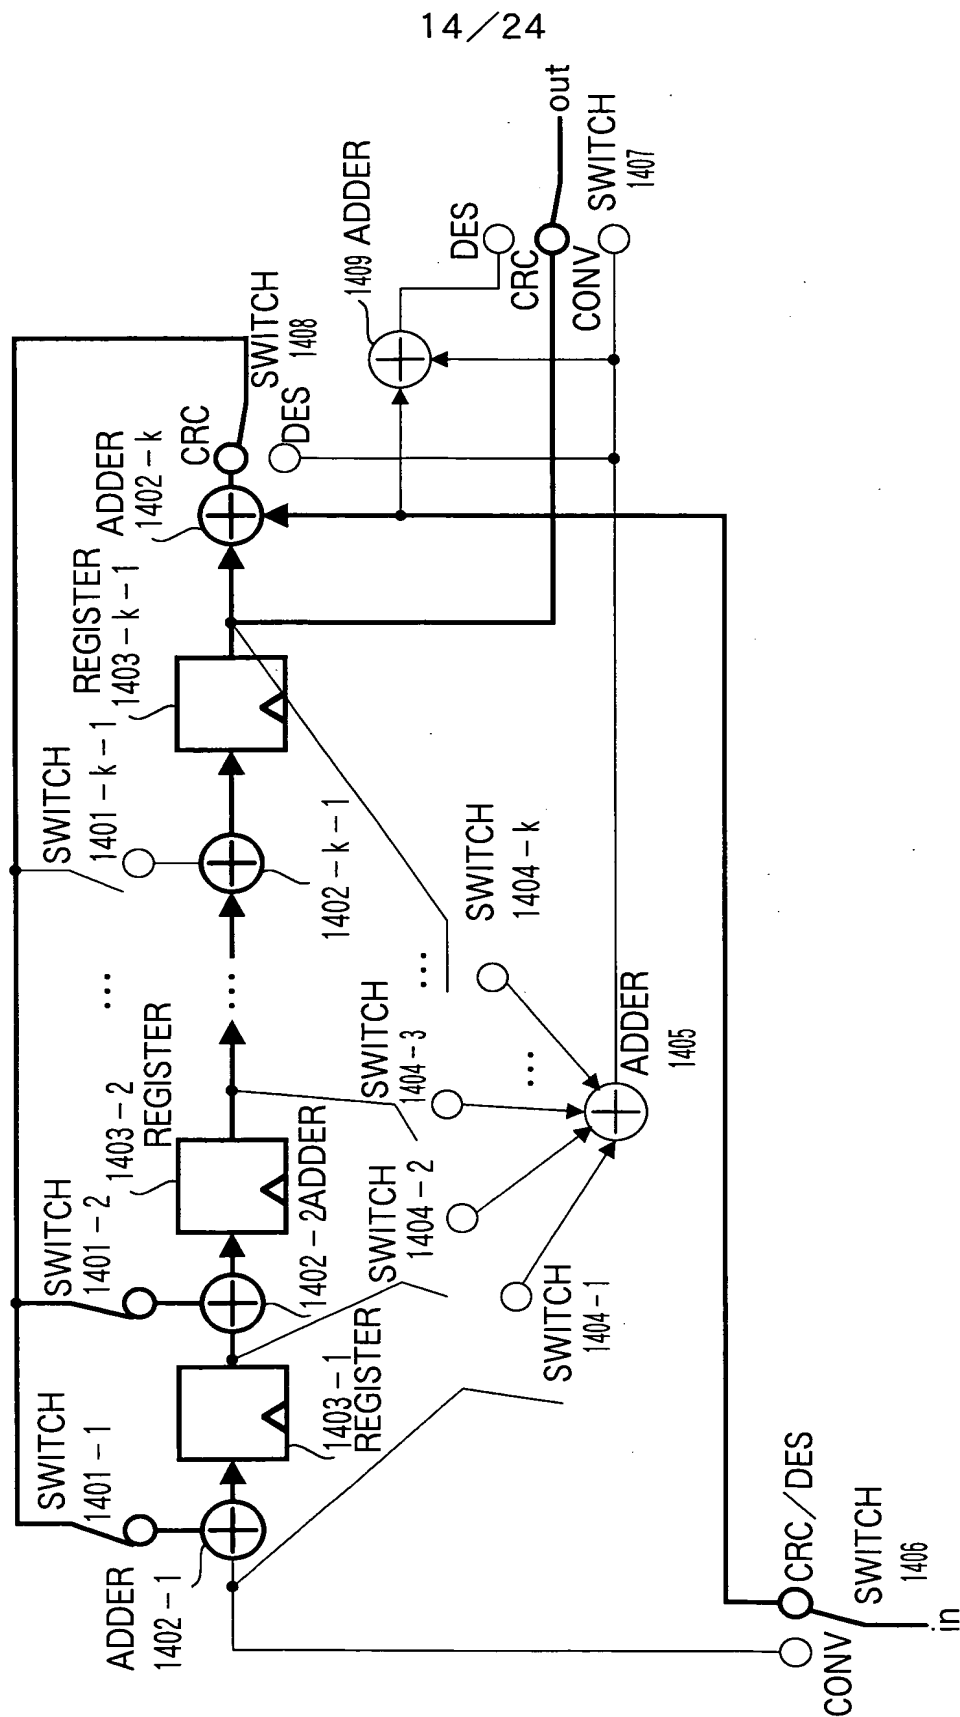 14/24
SWITCH
1401-1
SWITCH
1401-2
...
SWITCH
1401-k-1
ADDER
1402-1
1403-1
REGISTER
1402-2 ADDER
1403-2
REGISTER
...
1402-k-1
REGISTER
1403-k-1
ADDER
1402-k
CRC
DES
SWITCH
1408
1409 ADDER
DES
CRC
CONV
out
SWITCH
1407
SWITCH
1404-1
SWITCH
1404-2
SWITCH
1404-3
...
SWITCH
1404-k
...
ADDER
1405
CONV
CRC/DES
SWITCH
1406
in